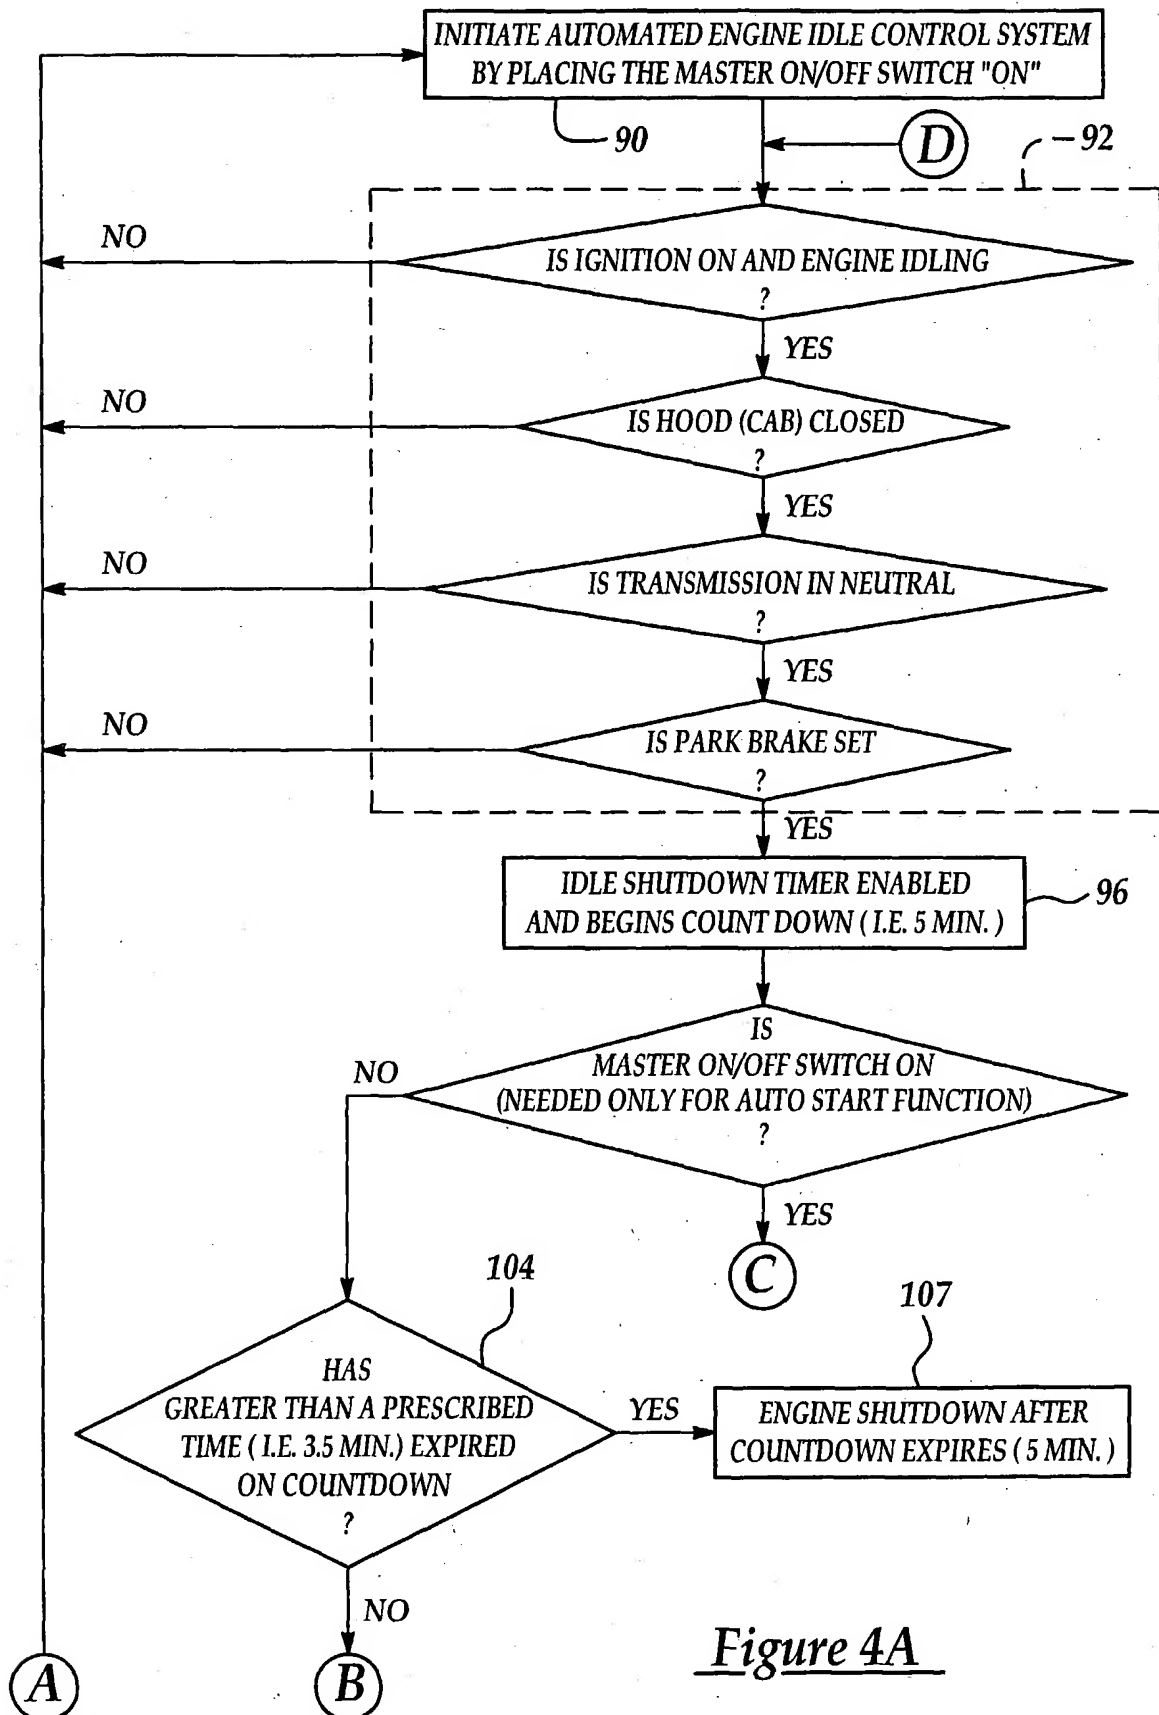 INITIATE AUTOMATED ENGINE IDLE CONTROL SYSTEM
BY PLACING THE MASTER ON/OFF SWITCH "ON"
90
D
92
NO
IS IGNITION ON AND ENGINE IDLING
?
YES
NO
IS HOOD (CAB) CLOSED
?
YES
NO
IS TRANSMISSION IN NEUTRAL
?
YES
NO
IS PARK BRAKE SET
?
YES
IDLE SHUTDOWN TIMER ENABLED
AND BEGINS COUNT DOWN ( I.E. 5 MIN. )
96
IS
MASTER ON/OFF SWITCH ON
(NEEDED ONLY FOR AUTO START FUNCTION)
?
NO
YES
C
104
107
HAS
GREATER THAN A PRESCRIBED
TIME ( I.E. 3.5 MIN.) EXPIRED
ON COUNTDOWN
?
YES
ENGINE SHUTDOWN AFTER
COUNTDOWN EXPIRES ( 5 MIN. )
NO
A
B
Figure 4A